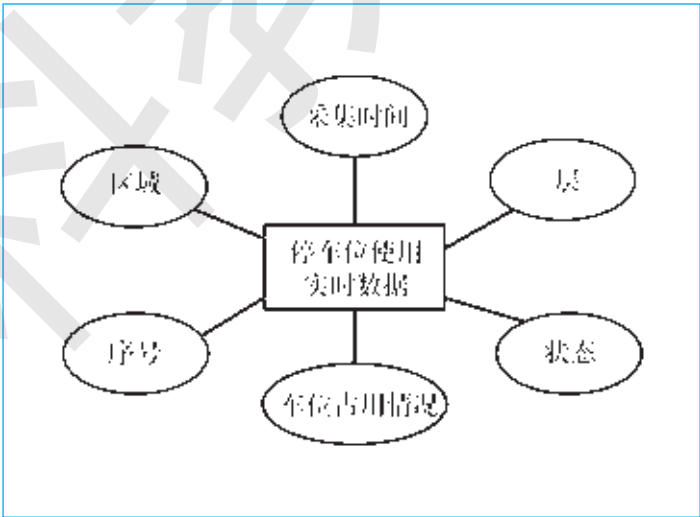 采集时间
区域
层
停车位使用
实时数据
序号
状态
车位占用情况